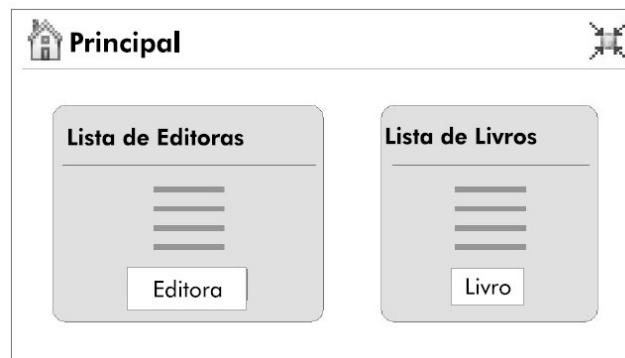 Principal
Lista de Editoras
Editora
Lista de Livros
Livro